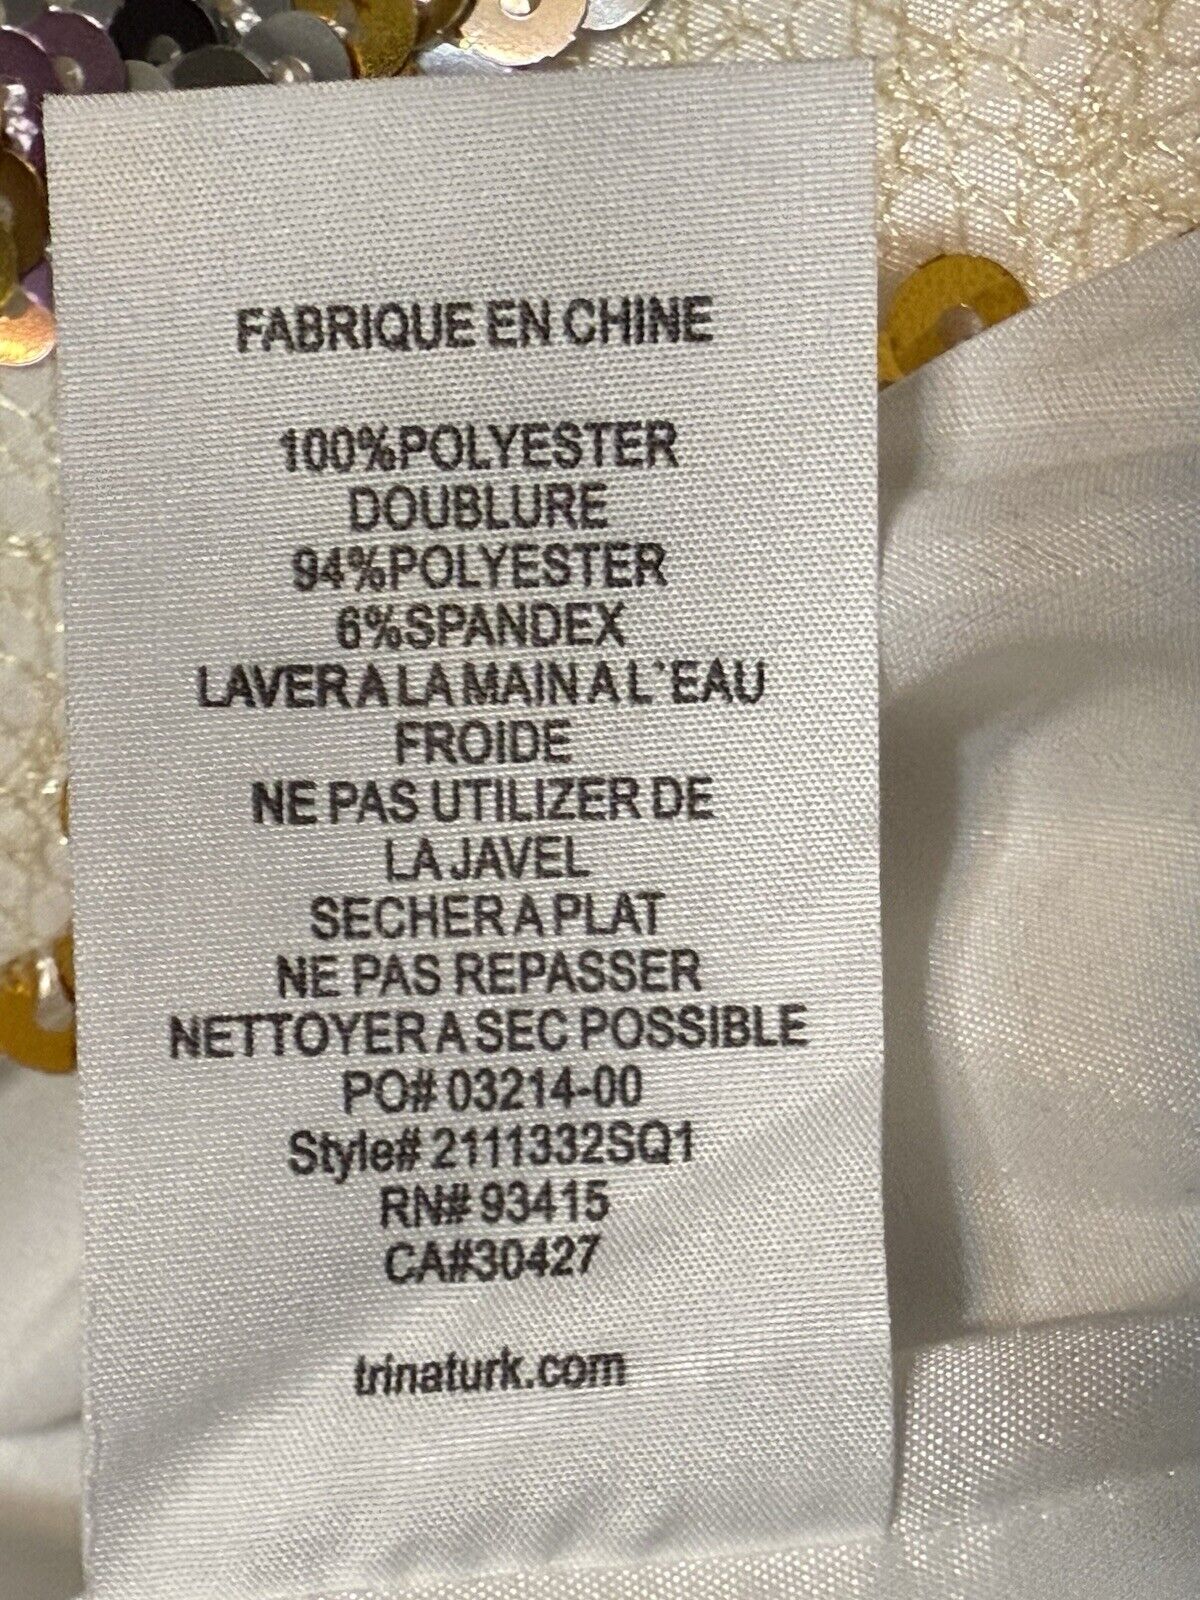 FABRIQUE EN CHINE
100%POLYESTER
DOUBLURE
94%POLYESTER
6%SPANDEX
LAVER A LA MAIN A L'EAU
FROIDE
NE PAS UTILIZER DE
LA JAVEL
SECHER A PLAT
NE PAS REPASSER
NETTOYER A SEC POSSIBLE
PO# 03214-00
Style# 2111332SQ1
RN# 93415
CA#30427
trinaturk.com